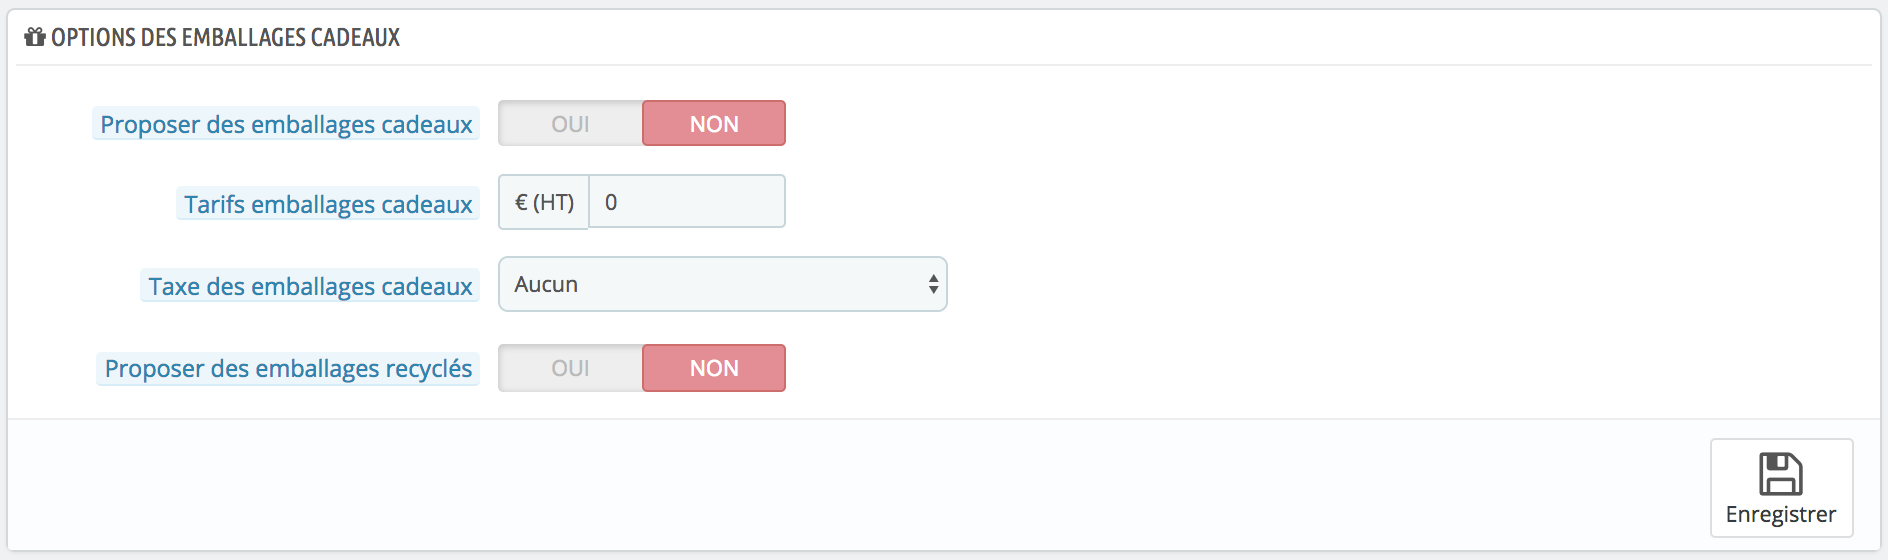 OPTIONS DES EMBALLAGES CADEAUX
Proposer des emballages cadeaux OUI NON
Tarifs emballages cadeaux € (HT) 0
Taxe des emballages cadeaux Aucun
Proposer des emballages recyclés OUI NON
Enregistrer